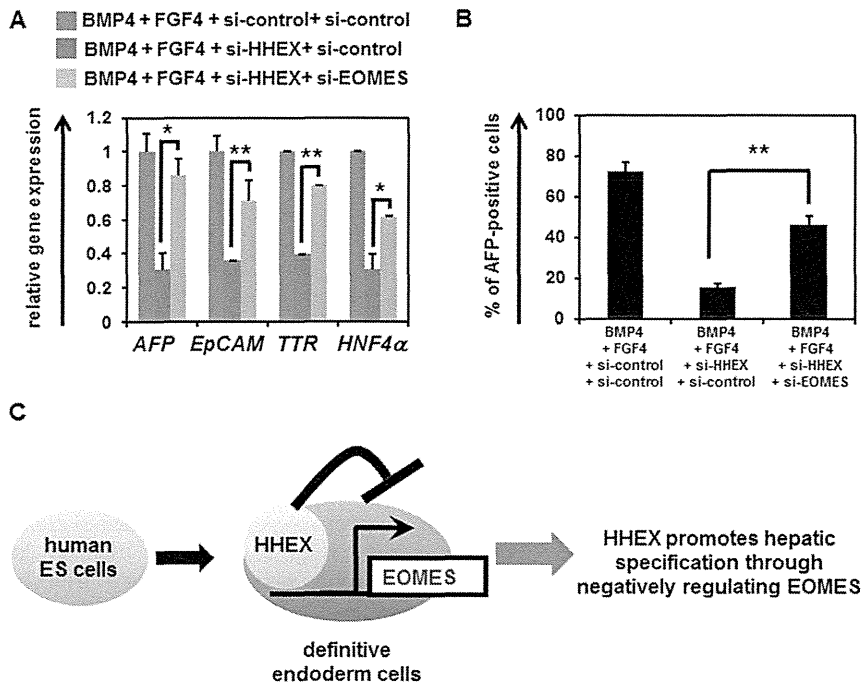 A
BMP4 + FGF4 + si-control+ si-control
BMP4 + FGF4 + si-HHEX+ si-control
BMP4 + FGF4 + si-HHEX+ si-EOMES
relative gene expression
1.2
1
0.8
0.6
0.4
0.2
0
*
**
**
*
AFP EpCAM TTR HNF4α
B
% of AFP-positive cells
100
80
60
40
20
0
**
BMP4 BMP4 BMP4
+ FGF4 + FGF4 + FGF4
+ si-control + si-HHEX + si-HHEX
+ si-control + si-control + si-EOMES
C
human
ES cells
HHEX
EOMES
definitive
endoderm cells
HHEX promotes hepatic
specification through
negatively regulating EOMES